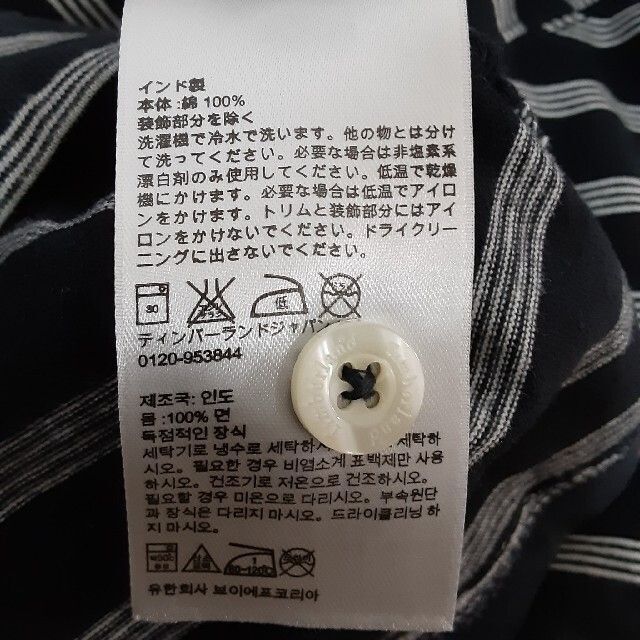 インド製
本体 :綿 100%
装飾部分を除く
洗濯機で冷水で洗います。他の物とは分け
て洗ってください。必要な場合は非塩素系
漂白剤のみ使用してください。低温で乾燥
機にかけます。必要な場合は低温でアイロ
ンをかけます。トリムと装飾部分にはアイ
ロンをかけないでください。ドライクリー
ニングに出さないでください。
30
低
ティンバーランドジャパン
0120-953844
제조국: 인도
몸 :100% 면
특점적인 장식
세탁기로 냉수로 세탁하시 세탁하
시오. 필요한 경우 비염소계 표백제만 사용
하시오. 건조기로 저온으로 건조하시오.
필요할 경우 미온으로 다리시오. 부속원단
과 장식은 다리지 마시오. 드라이클리닝 하
지 마시오.
80-120
유한회사 브이에프코리아